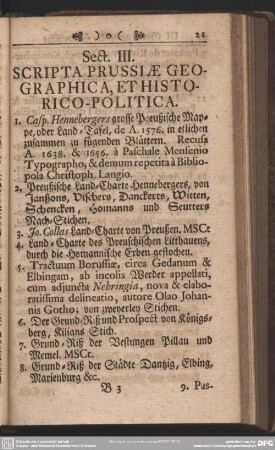 )o(
21
Sect. III.
SCRIPTA PRUSSIÆ GEO-
GRAPHICA, ET HISTO-
RICO-POLITICA.
1. Casp. Hennebergers grosse Preußische Map-
pe, oder Land-Tafel, de A. 1576. in etlichen
zusammen zu fügenden Blättern. Recusa
A. 1638. & 1656. à Paschale Mensenio
Typographo, & demum repetita à Biblio-
pola Christoph. Langio.
2. Preußische Land-Charte Hennebergers, von
Janßons, Vischers, Danckerts, Witten,
Schencken, Homanns und Seutters
Nach-Stichen.
3. Jo. Collas Land-Charte von Preußen. MSCt
4. Land-Charte des Preuschischen Litthauens,
durch die Homannische Erben gestochen.
5. Tractuum Borussiæ, circa Gedanum &
Elbingam, ab incolis Werder appellati,
cum adjuncta Nehringia, nova & elabo-
ratissima delineatio, autore Olao Johan-
nis Gotho; von zweyerley Stichen.
6. Der Grund-Riß und Prospect von Königs-
berg, Kilians Stich.
7. Grund-Riß der Vestungen Pillau und
Memel. MSCt.
8. Grund-Riß der Städte Dantzig, Elbing,
Marienburg &c.
B 3
9. Pas-